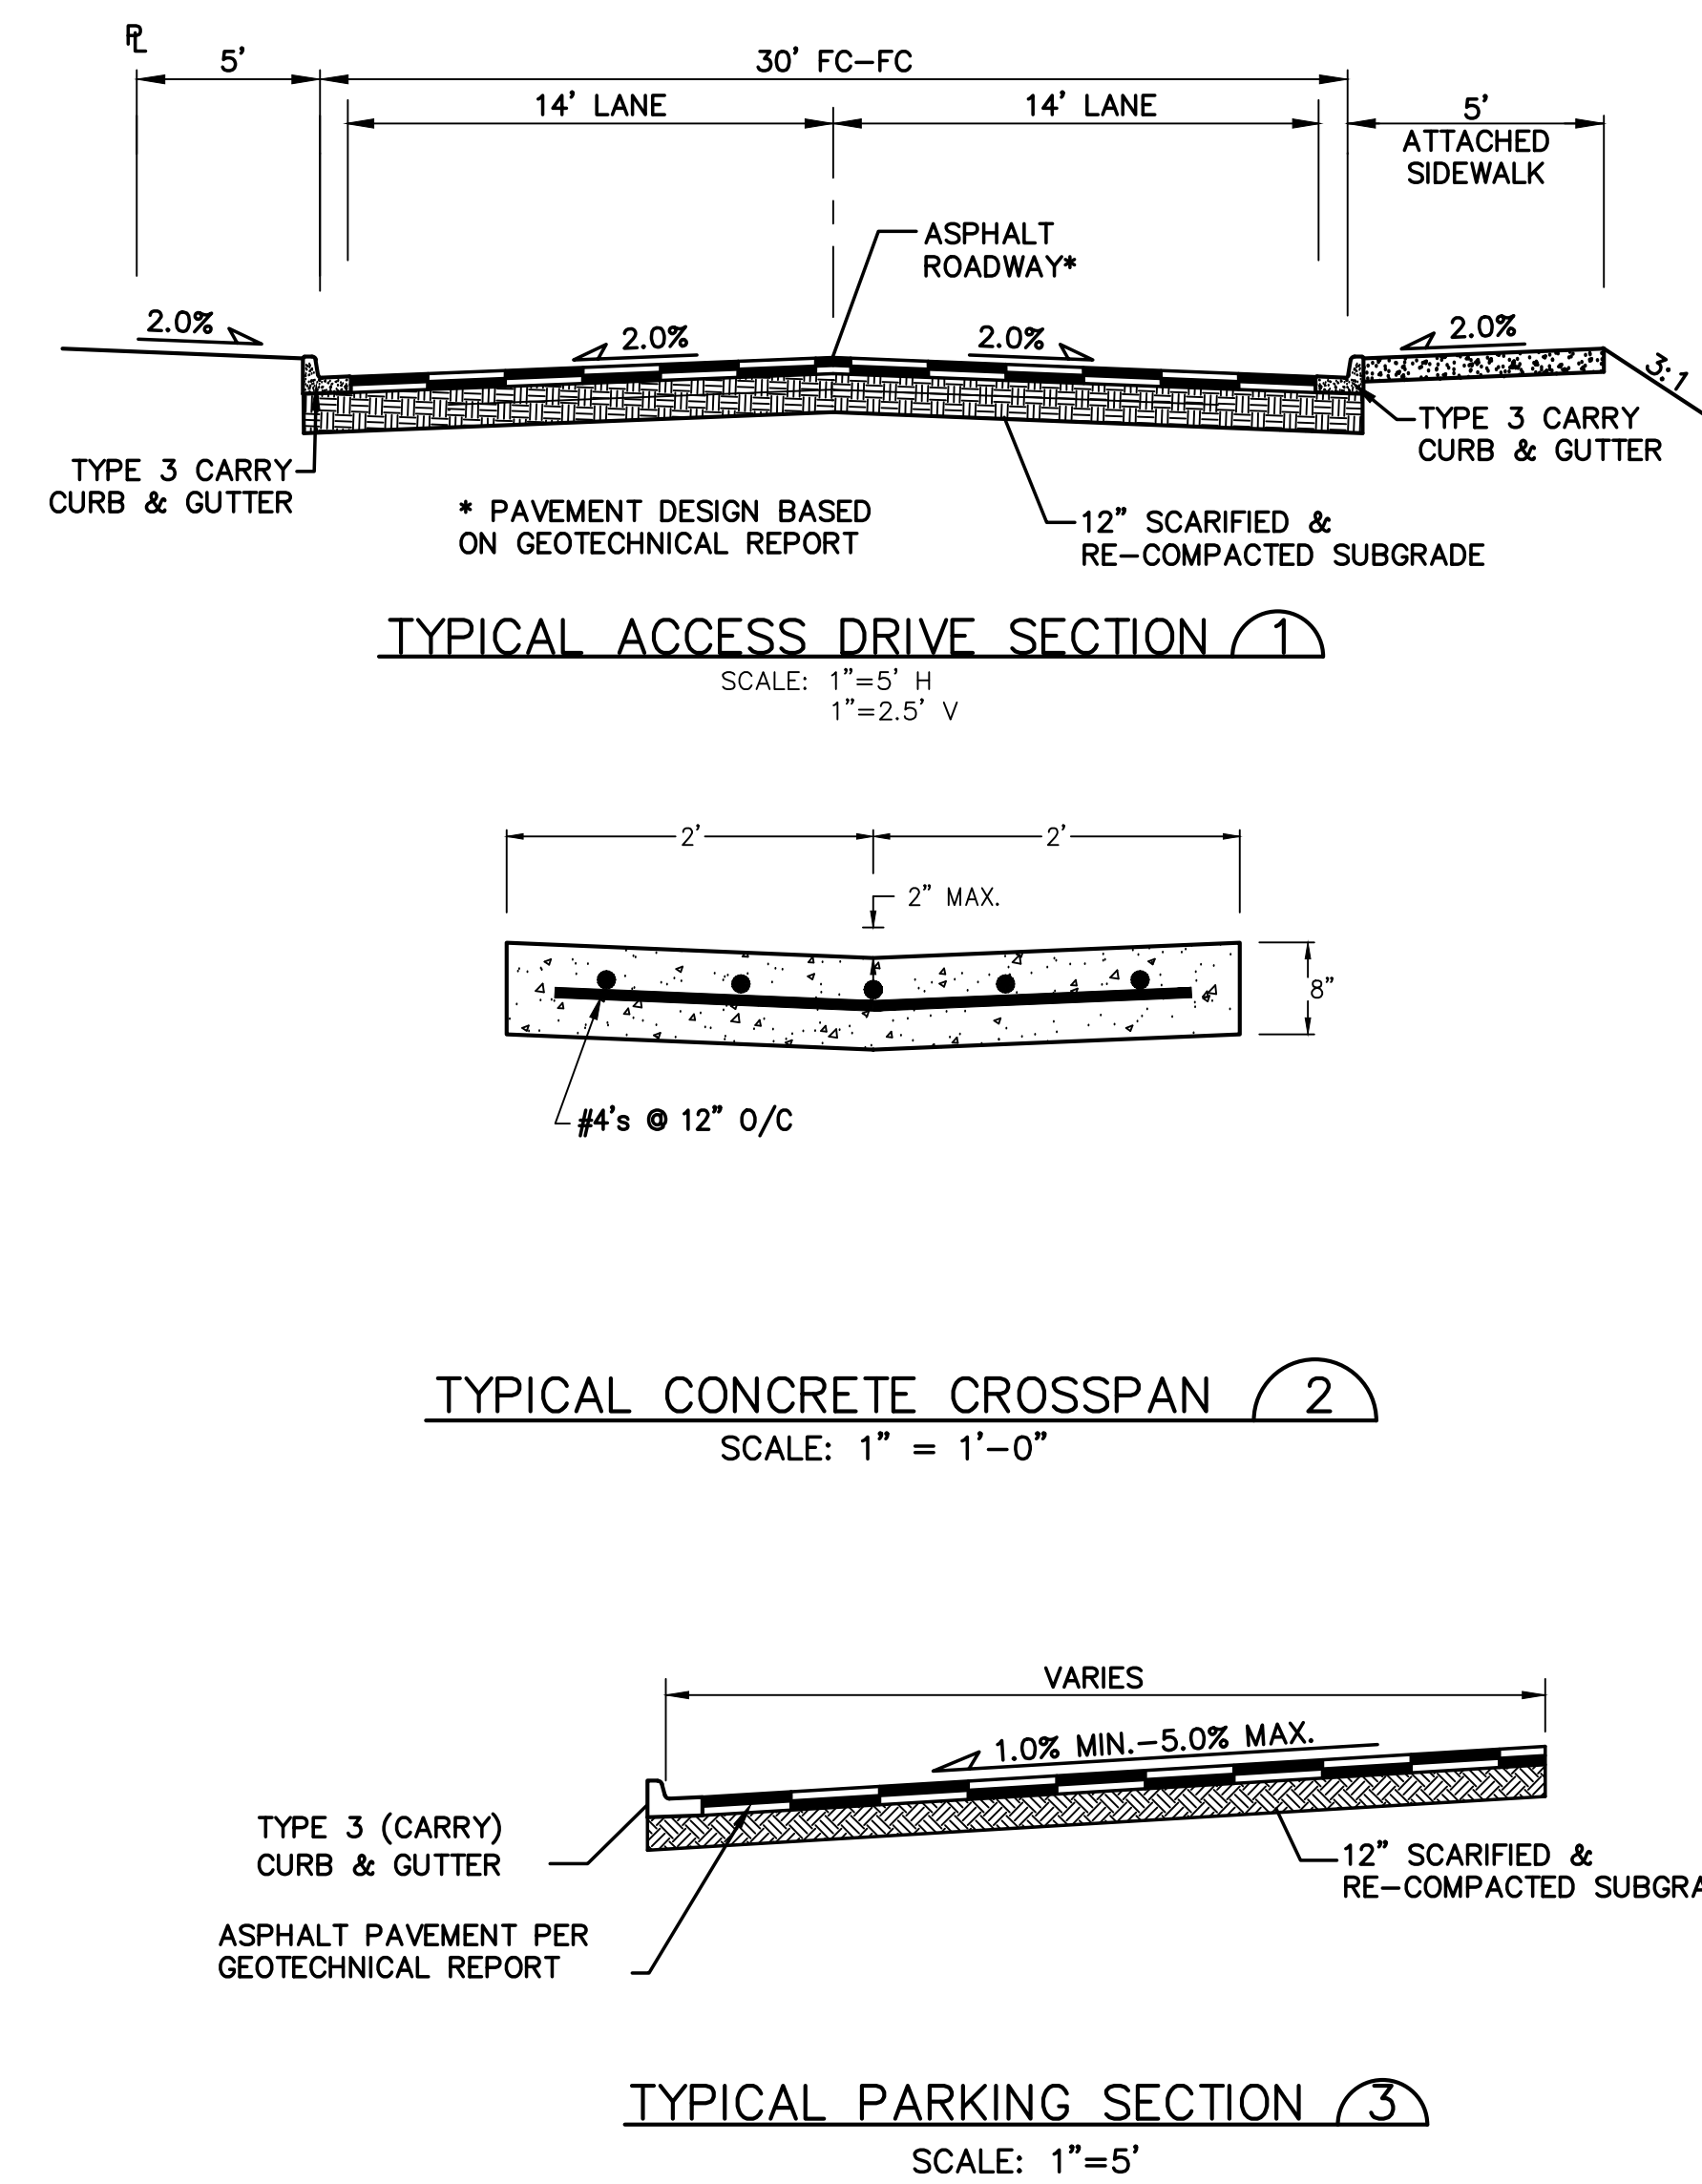 PL
5'
30' FC-FC
14' LANE
14' LANE
5'
ATTACHED
SIDEWALK
ASPHALT
ROADWAY*
2.0%
2.0%
2.0%
2.0%
3:1
TYPE 3 CARRY
CURB & GUTTER
TYPE 3 CARRY
CURB & GUTTER
* PAVEMENT DESIGN BASED
ON GEOTECHNICAL REPORT
12" SCARIFIED &
RE-COMPACTED SUBGRADE
TYPICAL ACCESS DRIVE SECTION 1
SCALE: 1"=5' H
1"=2.5' V
2'
2'
2" MAX.
8"
#4's @ 12" O/C
TYPICAL CONCRETE CROSSPAN 2
SCALE: 1" = 1'-0"
VARIES
1.0% MIN.-5.0% MAX.
TYPE 3 (CARRY)
CURB & GUTTER
12" SCARIFIED &
RE-COMPACTED SUBGRA
ASPHALT PAVEMENT PER
GEOTECHNICAL REPORT
TYPICAL PARKING SECTION 3
SCALE: 1"=5'